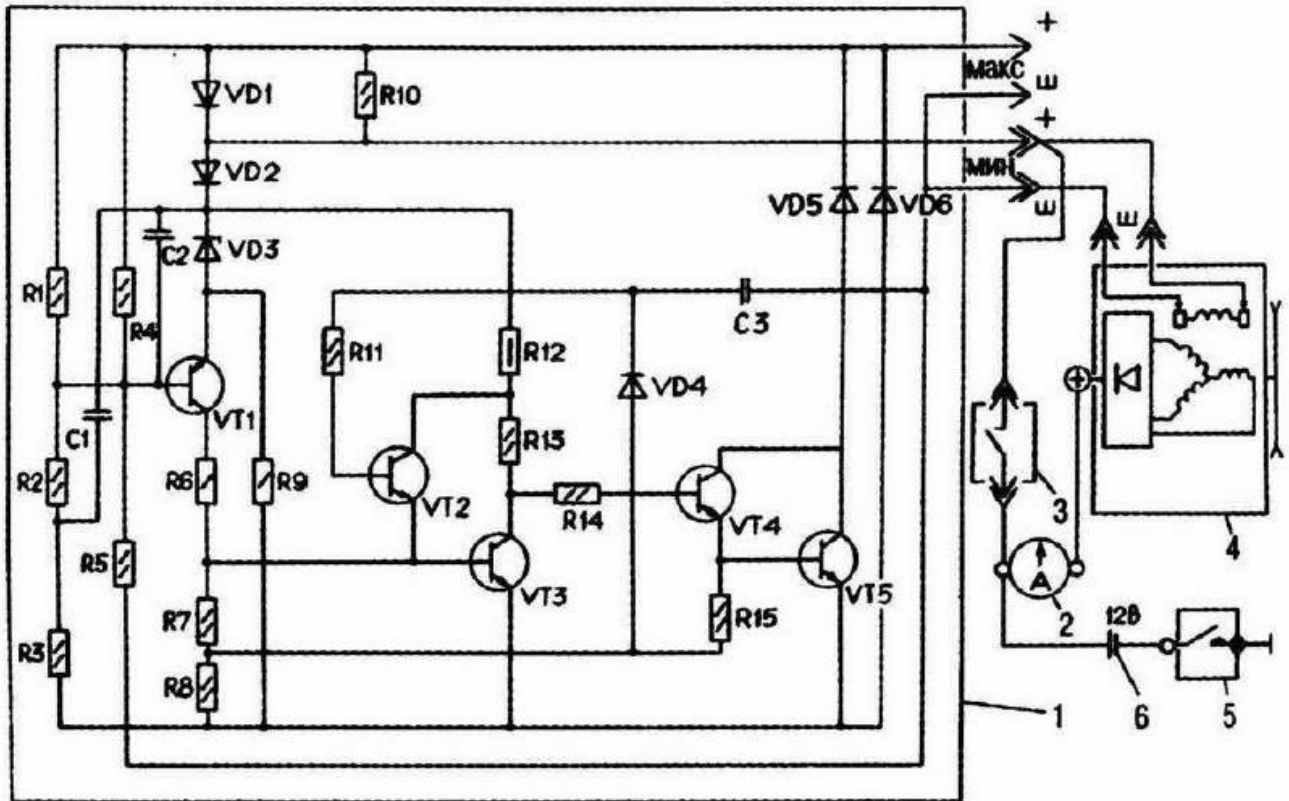 +
макс
Ш
VD1
R10
+
VD2
мин
Ш
VD5
VD6
C2
VD3
Ш
R1
R4
C3
R11
R12
VD4
VT1
C1
R13
R2
R6
R9
VT2
R14
VT4
3
4
R5
VT3
VT5
A
R7
R15
2
12В
R3
R8
1
6
5